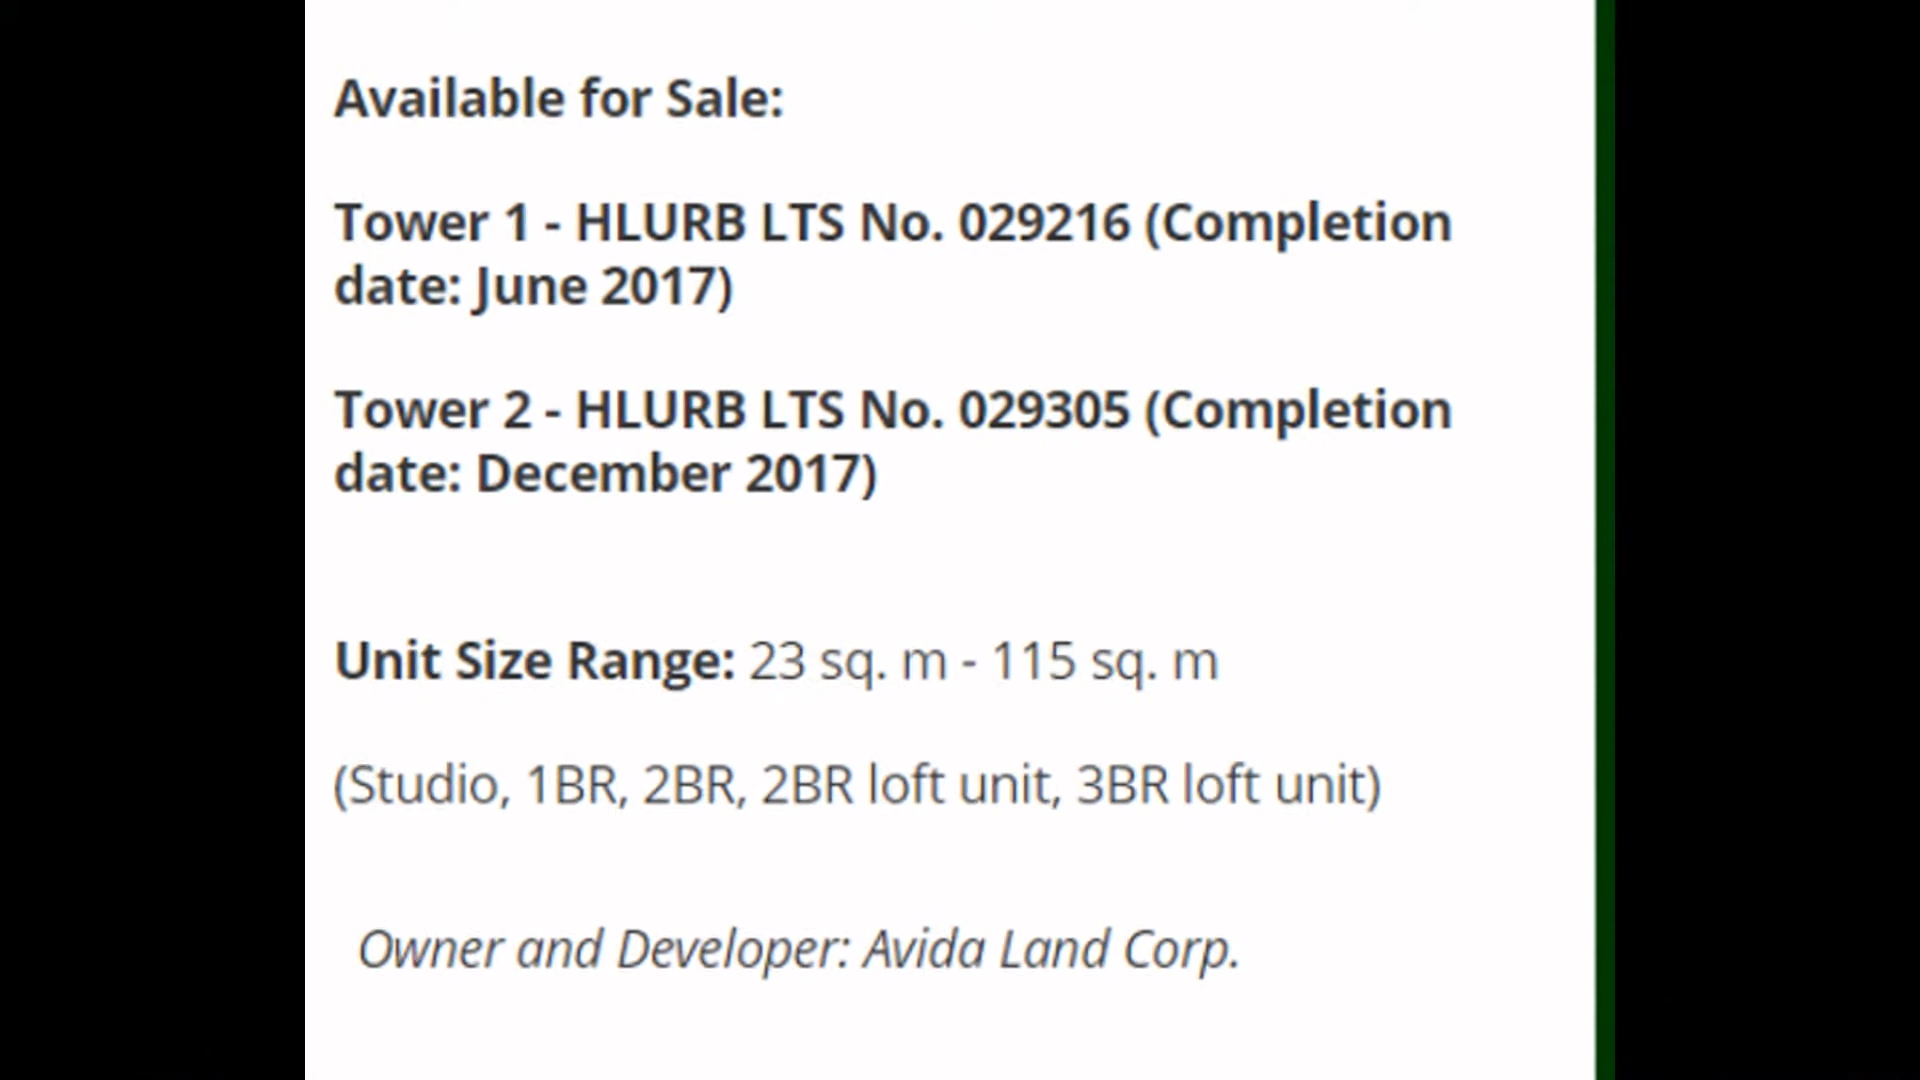 Available for Sale:
Tower 1 - HLURB LTS No. 029216 (Completion
date: June 2017)
Tower 2 - HLURB LTS No. 029305 (Completion
date: December 2017)
Unit Size Range: 23 sq. m - 115 sq. m
(Studio, 1BR, 2BR, 2BR loft unit, 3BR loft unit)
Owner and Developer: Avida Land Corp.